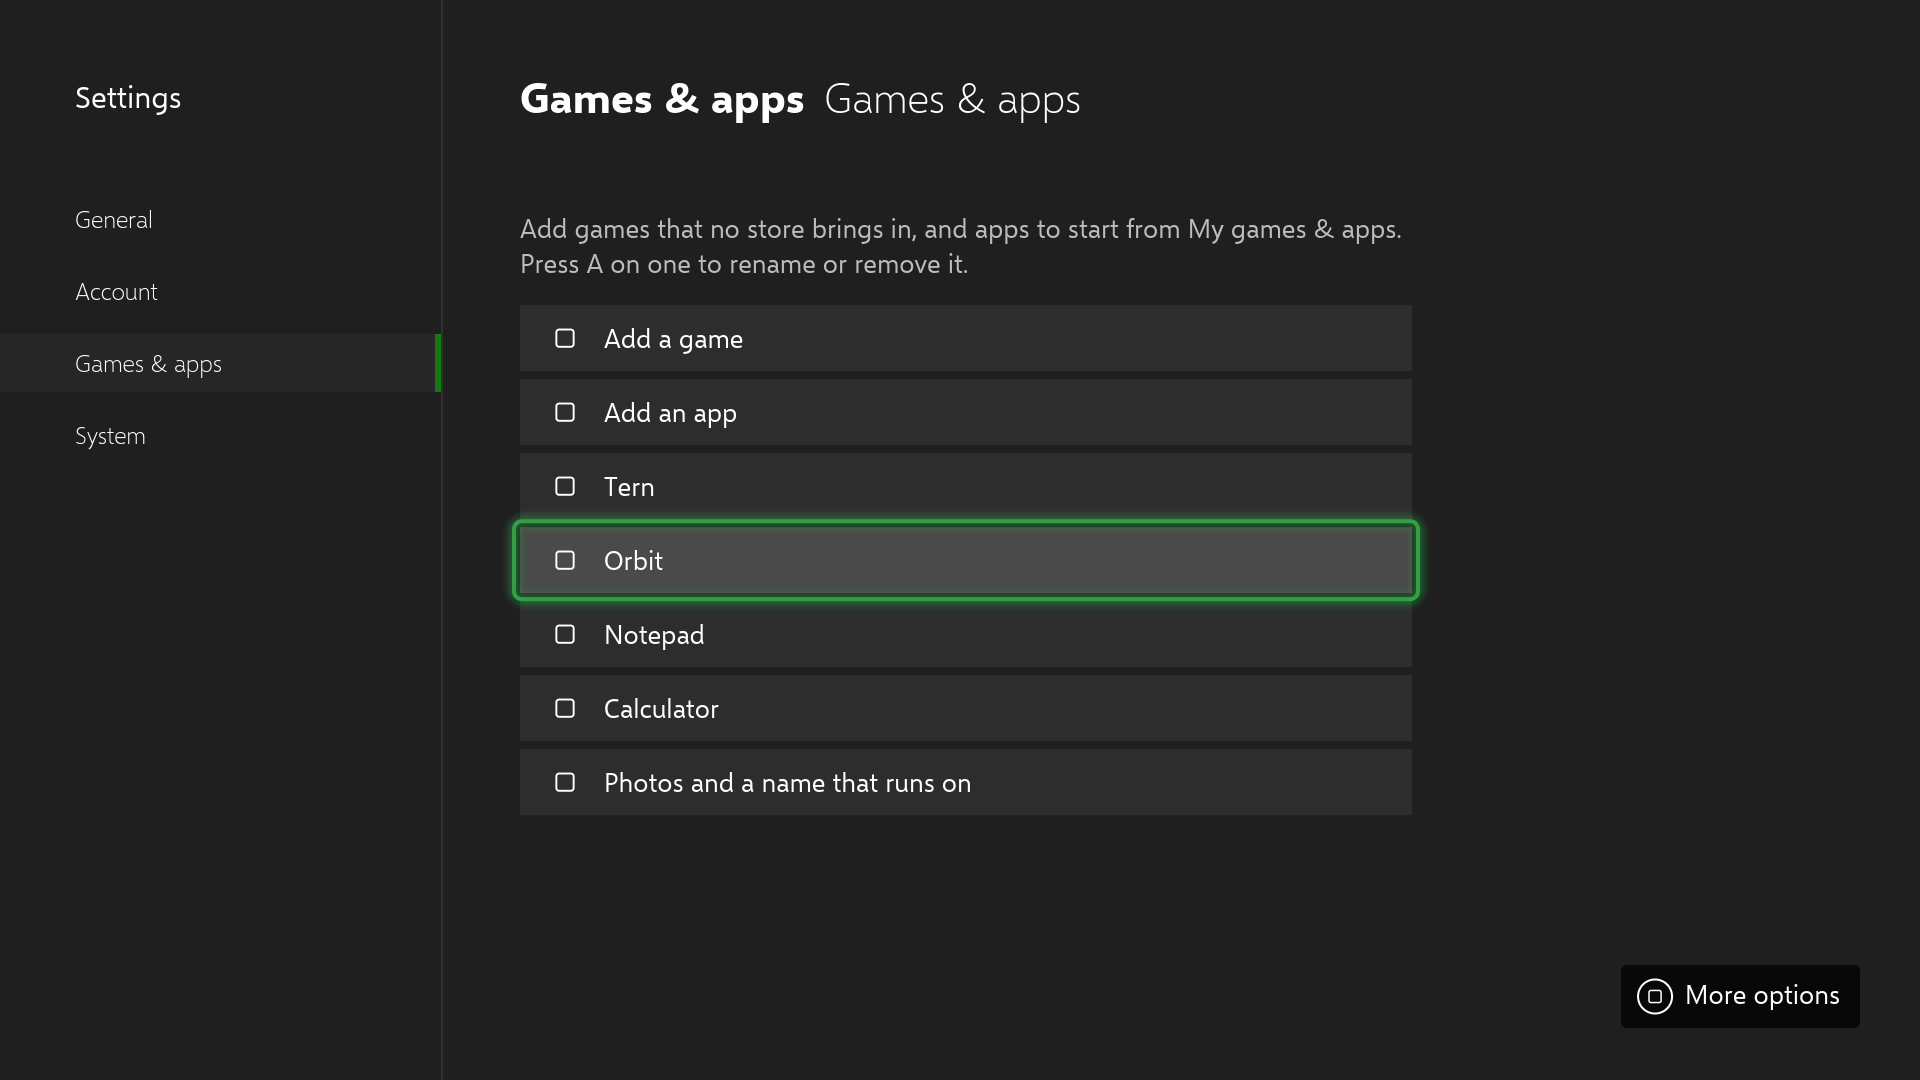 Settings
General
Account
Games & apps
System
Games & apps Games & apps
Add games that no store brings in, and apps to start from My games & apps.
Press A on one to rename or remove it.
Add a game
Add an app
Tern
Orbit
Notepad
Calculator
Photos and a name that runs on
More options